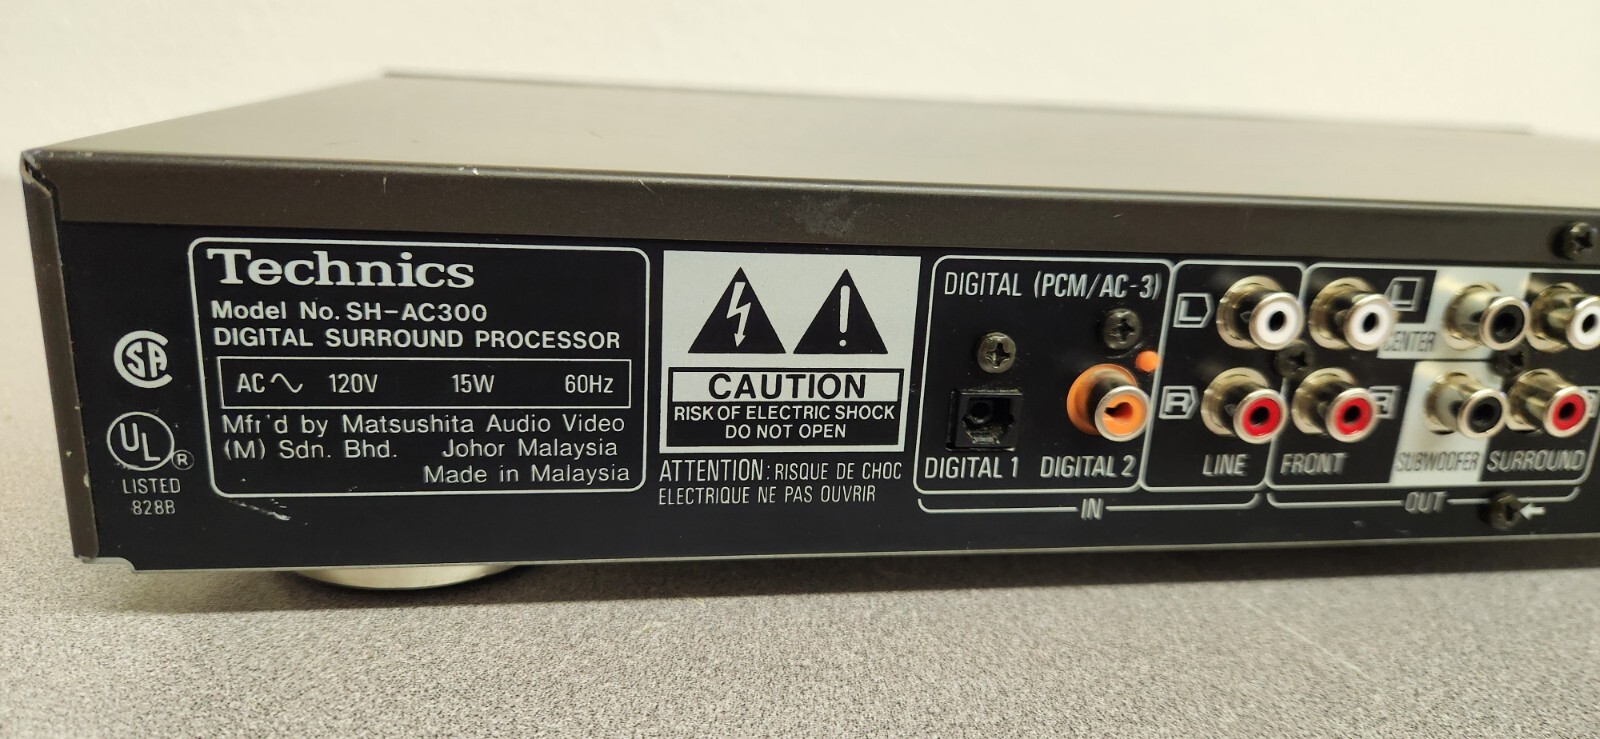 Technics
Model No. SH-AC300
DIGITAL SURROUND PROCESSOR
AC 120V 15W 60Hz
Mfr'd by Matsushita Audio Video
(M) Sdn. Bhd. Johor Malaysia
Made in Malaysia
SA
UL
R
LISTED
828B
CAUTION
RISK OF ELECTRIC SHOCK
DO NOT OPEN
ATTENTION: RISQUE DE CHOC
ELECTRIQUE NE PAS OUVRIR
DIGITAL (PCM/AC-3)
DIGITAL 1 DIGITAL 2
L
R
LINE
IN
L
R
FRONT
CENTER
SUBWOOFER
SURROUND
OUT